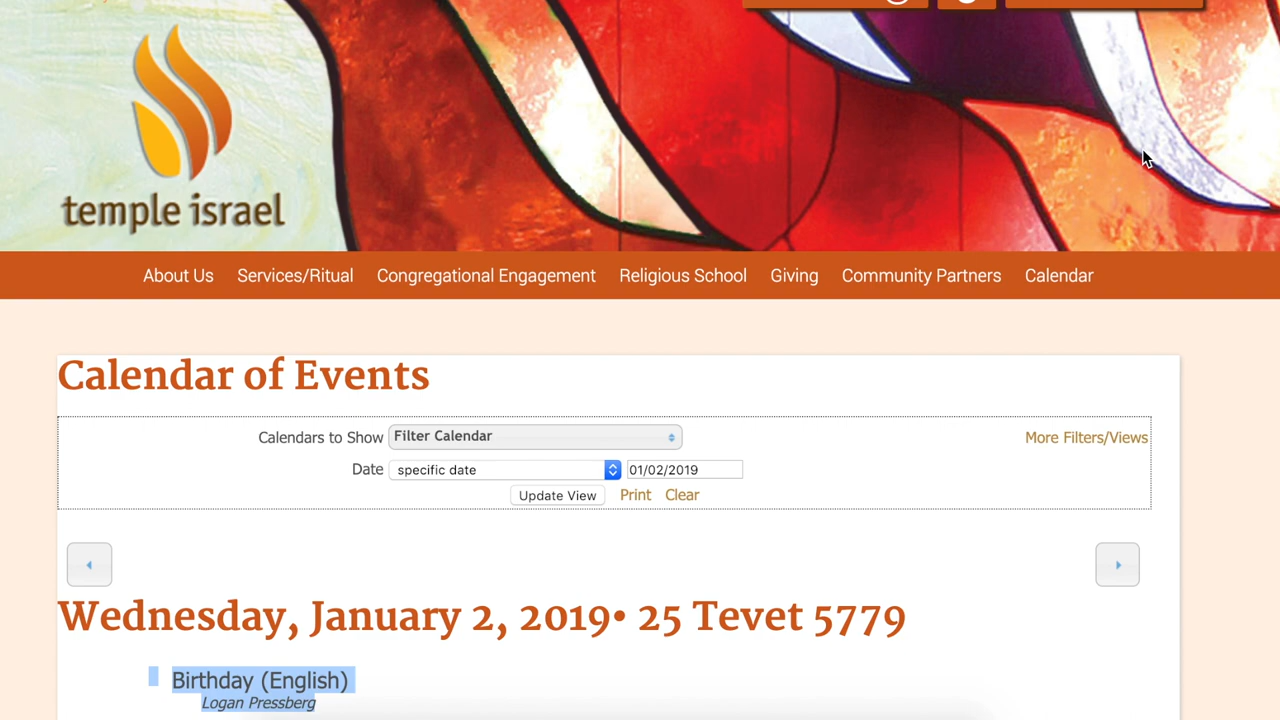 temple israel
About Us Services/Ritual Congregational Engagement Religious School Giving Community Partners Calendar
Calendar of Events
Calendars to Show Filter Calendar More Filters/Views
Date specific date 01/02/2019
Update View Print Clear
Wednesday, January 2, 2019• 25 Tevet 5779
Birthday (English)
Logan Pressberg